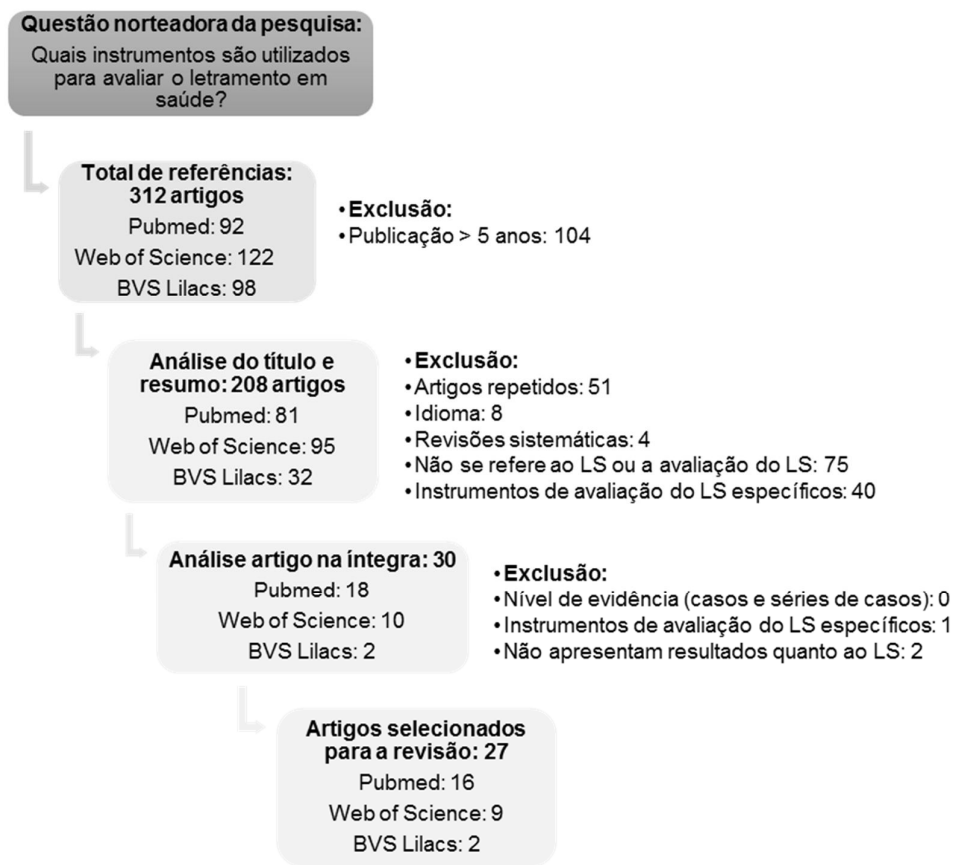 Questão norteadora da pesquisa:
Quais instrumentos são utilizados
para avaliar o letramento em
saúde?
Total de referências:
312 artigos
Pubmed: 92
Web of Science: 122
BVS Lilacs: 98
•Exclusão:
•Publicação > 5 anos: 104
Análise do título e
resumo: 208 artigos
Pubmed: 81
Web of Science: 95
BVS Lilacs: 32
•Exclusão:
•Artigos repetidos: 51
•Idioma: 8
•Revisões sistemáticas: 4
•Não se refere ao LS ou a avaliação do LS: 75
•Instrumentos de avaliação do LS específicos: 40
Análise artigo na íntegra: 30
Pubmed: 18
Web of Science: 10
BVS Lilacs: 2
•Exclusão:
•Nível de evidência (casos e séries de casos): 0
•Instrumentos de avaliação do LS específicos: 1
•Não apresentam resultados quanto ao LS: 2
Artigos selecionados
para a revisão: 27
Pubmed: 16
Web of Science: 9
BVS Lilacs: 2